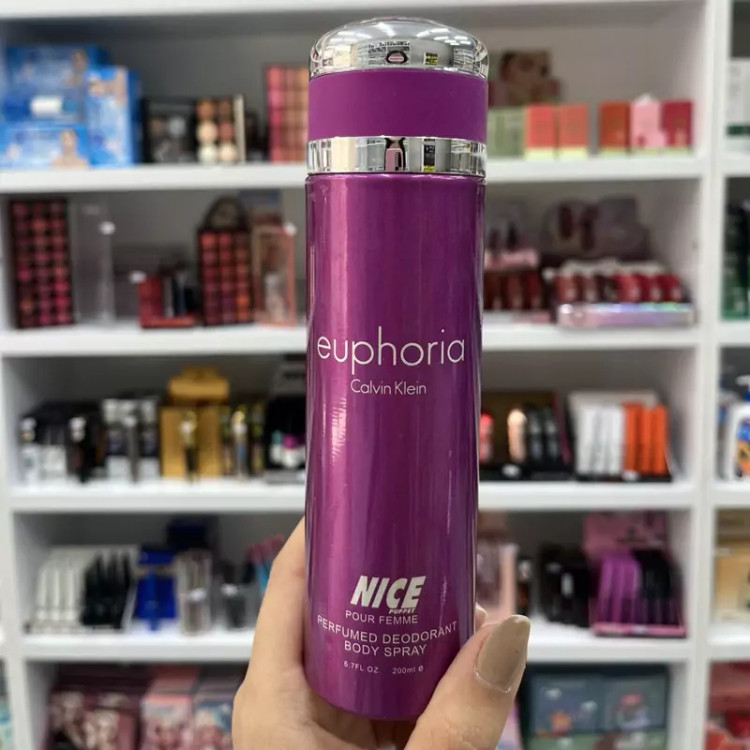 euphoria
Calvin Klein
NICE
PUPPET
POUR FEMME
PERFUMED DEODORANT
BODY SPRAY
6.7FL OZ 200ml e